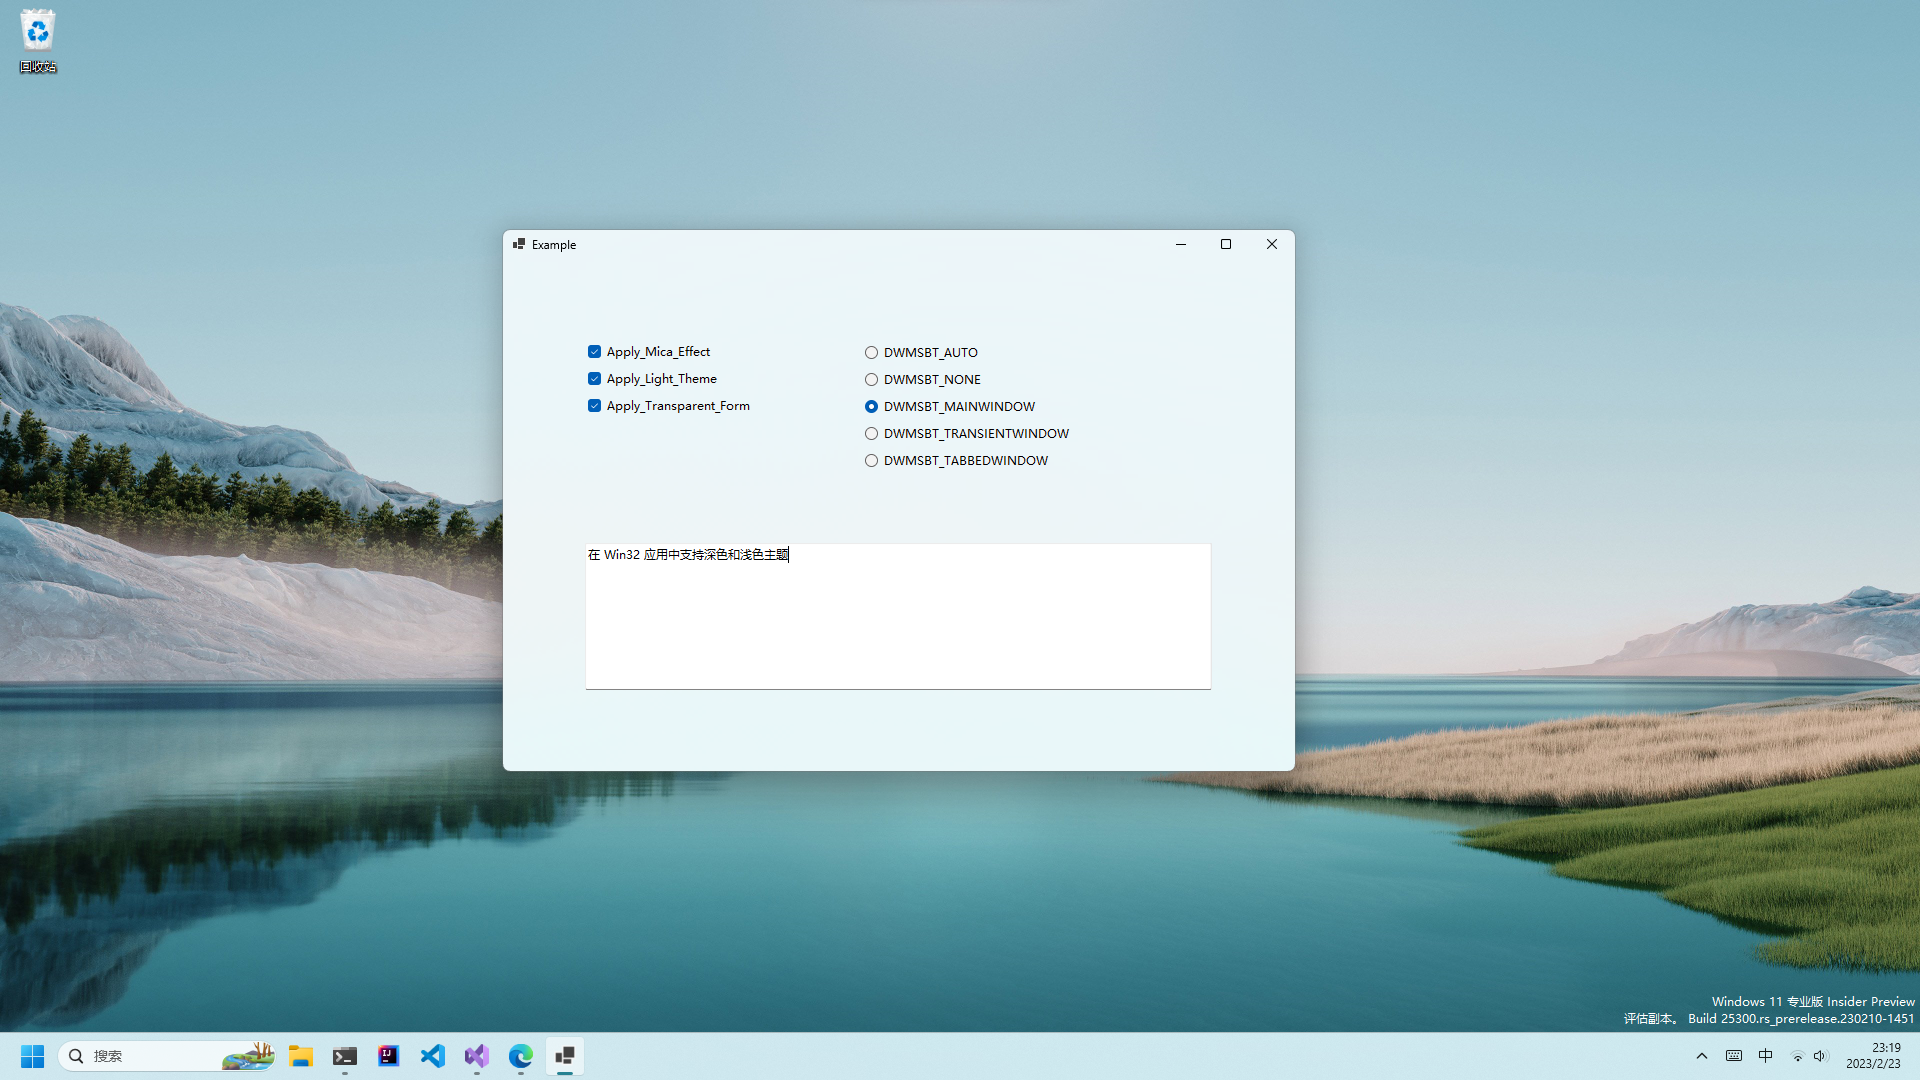 回收站
Example
Apply_Mica_Effect
Apply_Light_Theme
Apply_Transparent_Form
DWMSBT_AUTO
DWMSBT_NONE
DWMSBT_MAINWINDOW
DWMSBT_TRANSIENTWINDOW
DWMSBT_TABBEDWINDOW
在 Win32 应用中支持深色和浅色主题
Windows 11 专业版 Insider Preview
评估副本。 Build 25300.rs_prerelease.230210-1451
搜索
IJ
中
23:19
2023/2/23